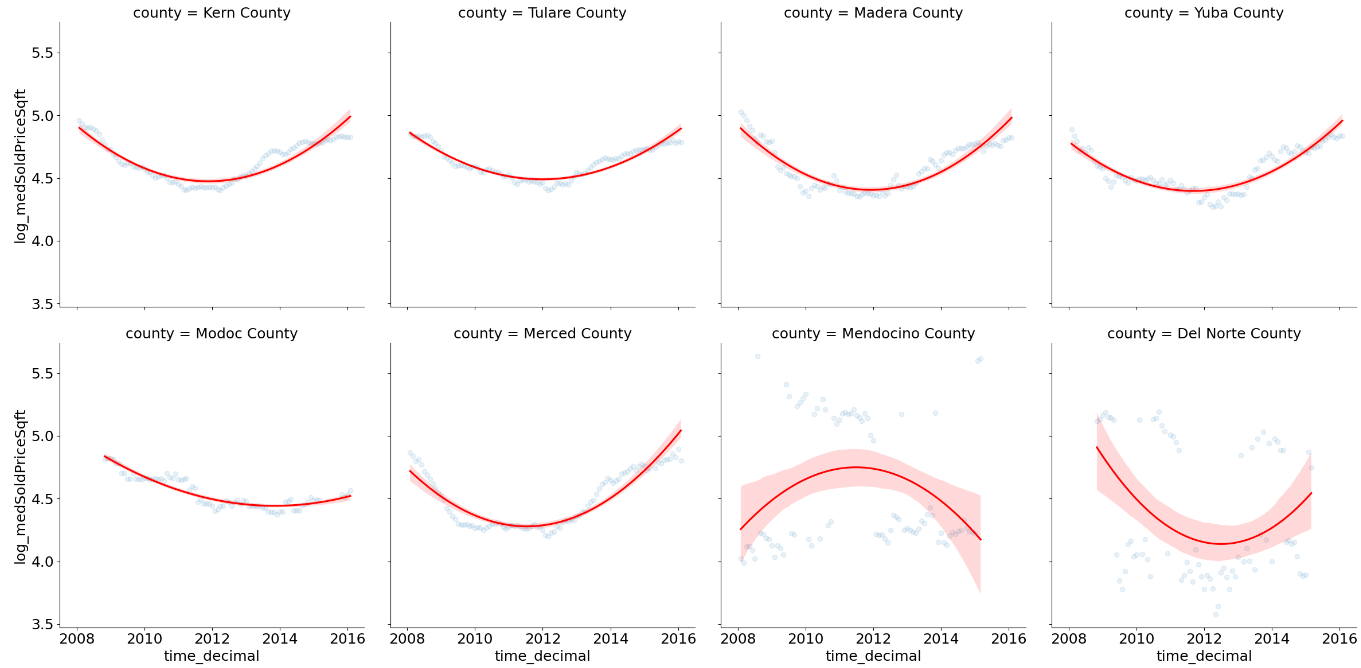 county = Kern County
county = Tulare County
county = Madera County
county = Yuba County
5.5
5.0
4.5
4.0
3.5
log_medSoldPriceSqft
county = Modoc County
county = Merced County
county = Mendocino County
county = Del Norte County
5.5
5.0
4.5
4.0
3.5
log_medSoldPriceSqft
2008 2010 2012 2014 2016
2008 2010 2012 2014 2016
2008 2010 2012 2014 2016
2008 2010 2012 2014 2016
time_decimal
time_decimal
time_decimal
time_decimal